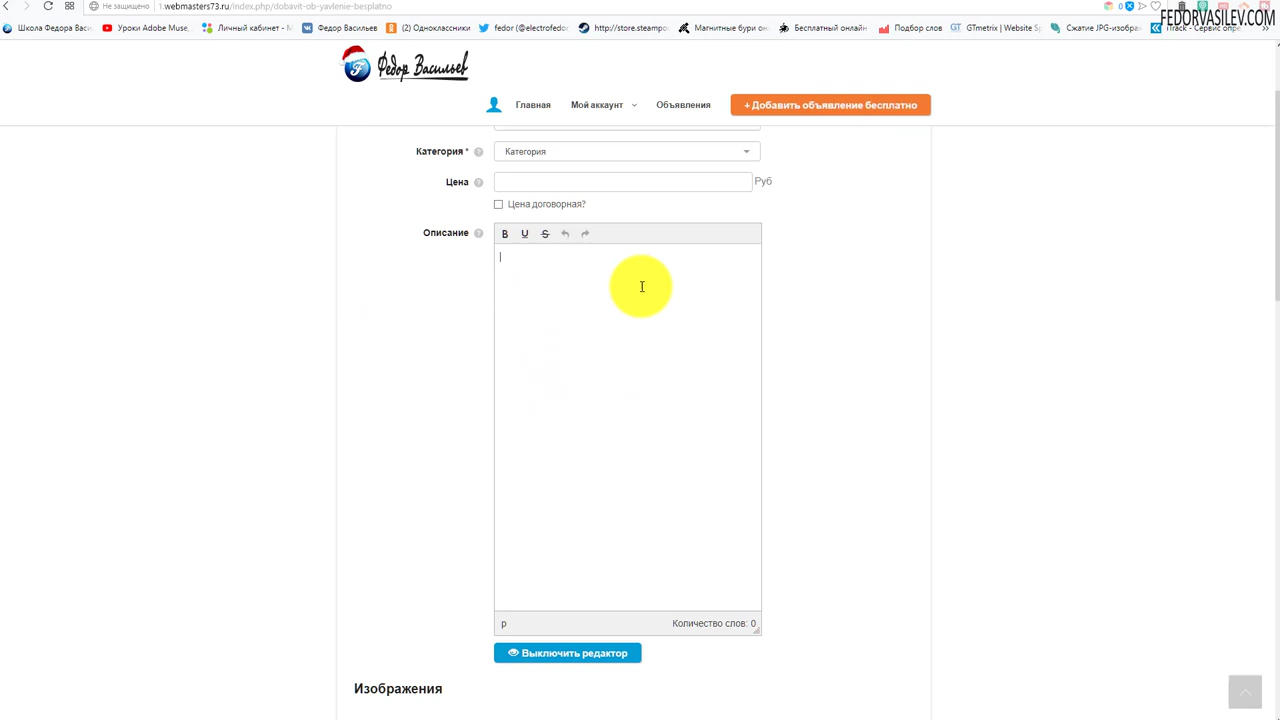 1.webmasters73.ru/index.php/dobavit-ob-yavlenie-besplatno
FEDORVASILEV.COM
Не защищено
0
Школа Федора Васи
Уроки Adobe Muse,
Личный кабинет - 
Федор Васильев
(2) Одноклассники
fedor (@electrofedor
http://store.steampo
Магнитные бури он
Бесплатный онлайн
Подбор слов
GTmetrix | Website S
Сжатие JPG-изобра
Федор Васильев
Главная
Мой аккаунт
Объявления
+ Добавить объявление бесплатно
Категория * ?
Категория
Цена ?
Руб
Цена договорная?
Описание ?
B U S
p
Количество слов: 0
Выключить редактор
Изображения